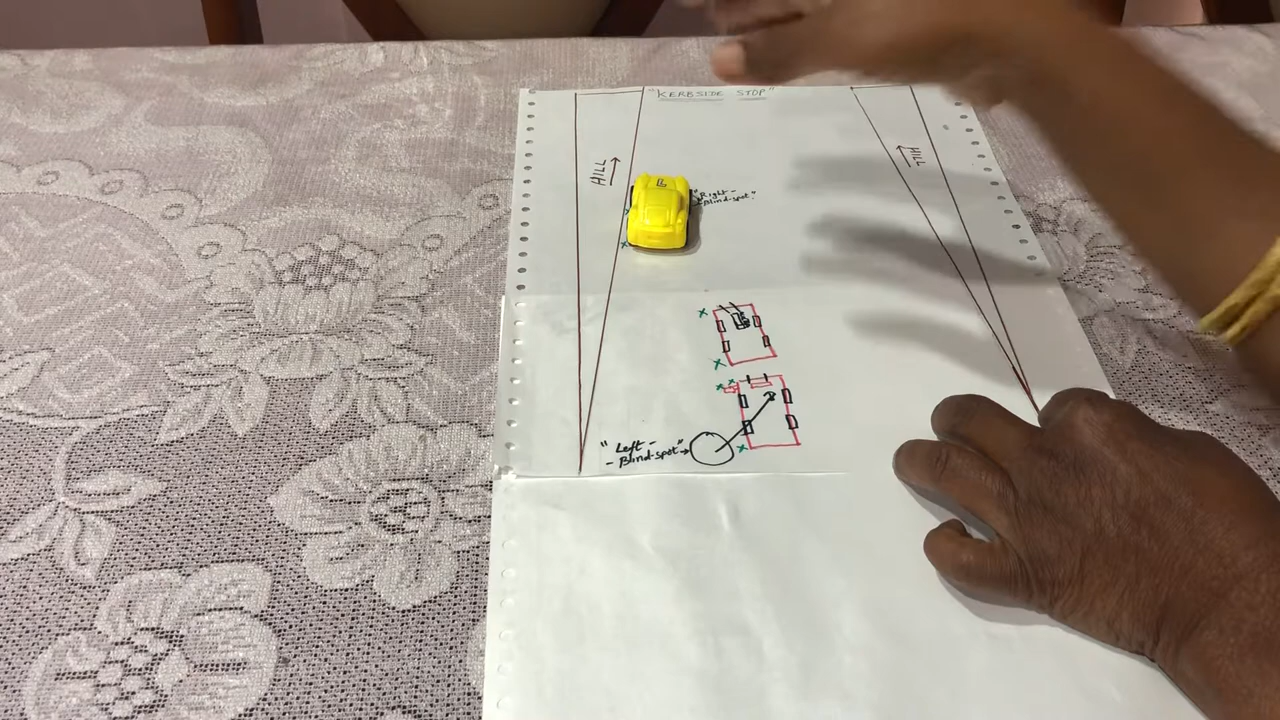 "KERBSIDE STOP"
HILL
HILL
L
"Right-
Blind-spot"
L
"Left-
- Blind-spot"